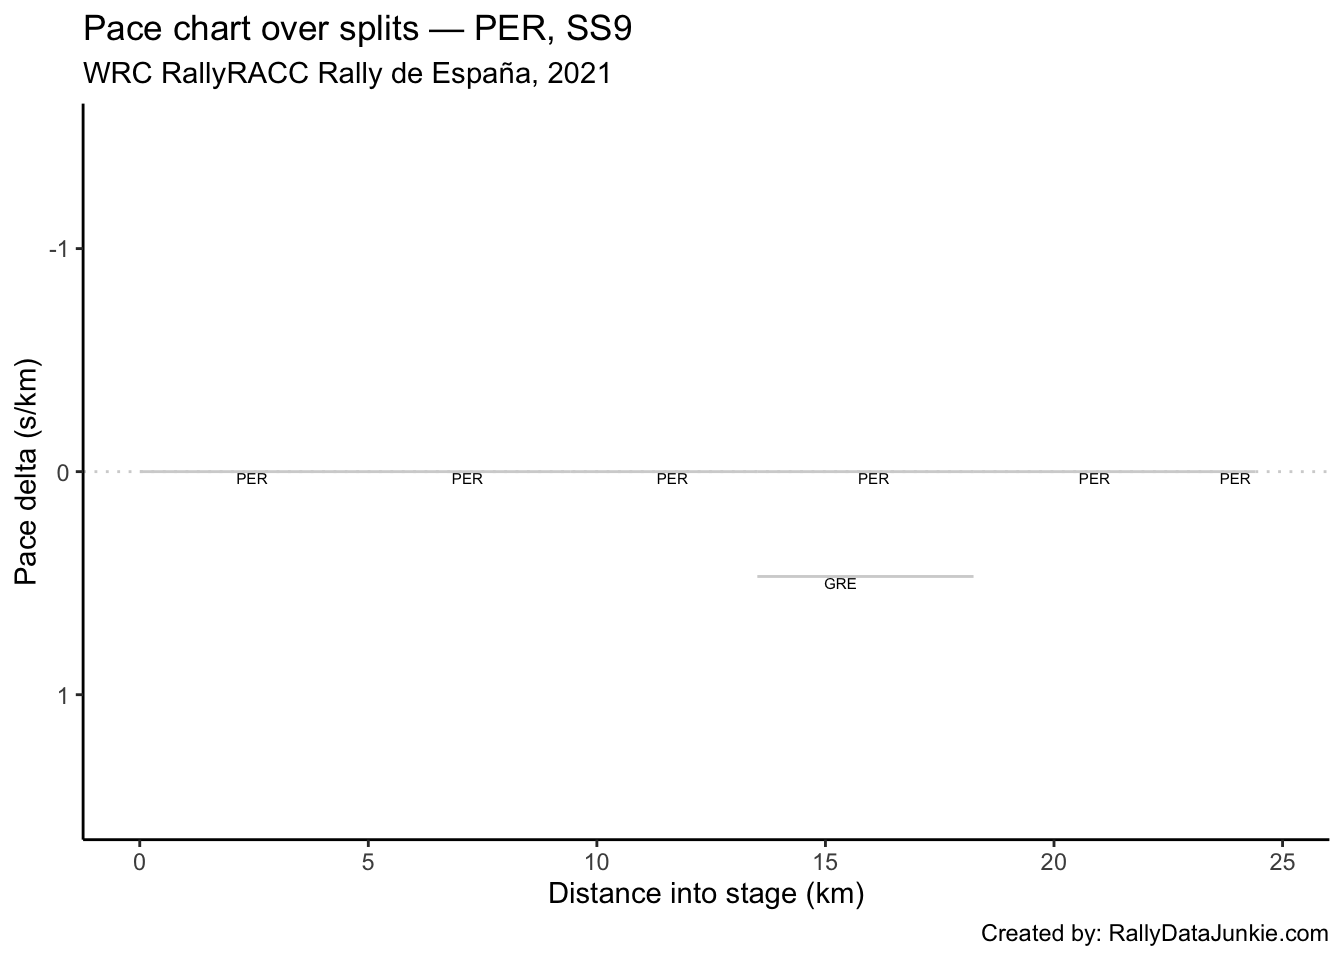 Pace chart over splits — PER, SS9
WRC RallyRACC Rally de España, 2021
Pace delta (s/km)
-1
0
1
PER PER PER PER PER PER
GRE
0 5 10 15 20 25
Distance into stage (km)
Created by: RallyDataJunkie.com